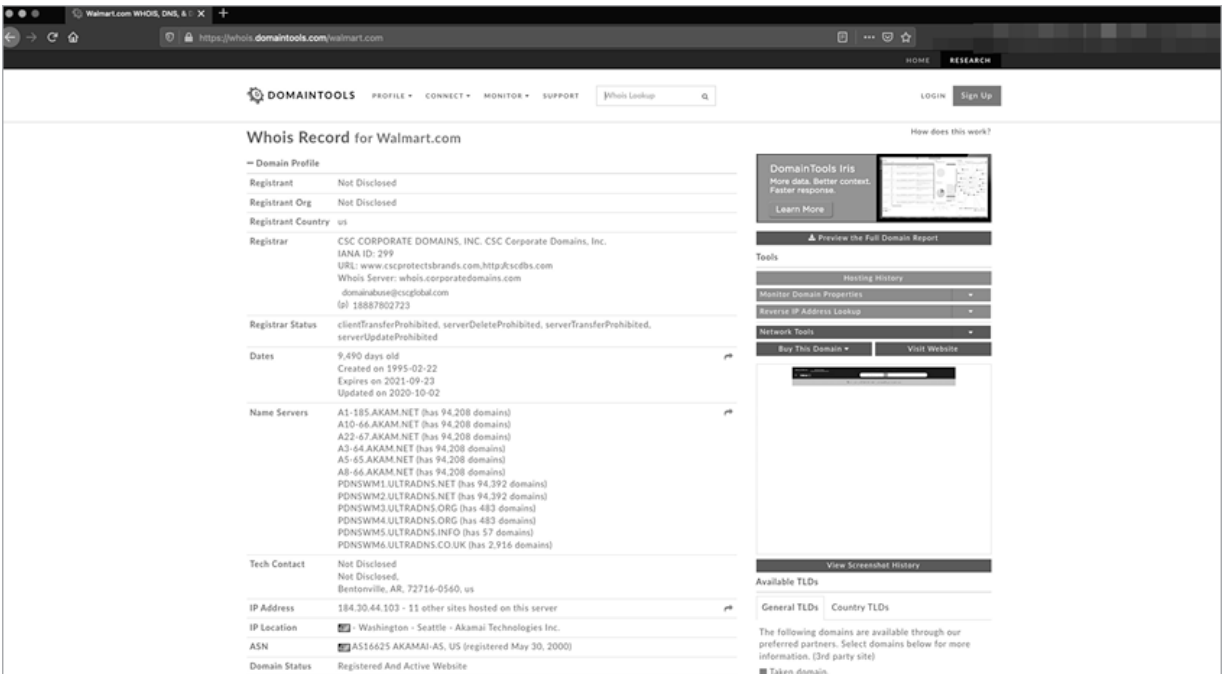 Walmart.com WHOIS, DNS, & D
https://whois.domaintools.com/walmart.com
HOME RESEARCH
DOMAINTOOLS PROFILE CONNECT MONITOR SUPPORT Whois Lookup LOGIN Sign Up
How does this work?
Whois Record for Walmart.com
Domain Profile
Registrant Not Disclosed
Registrant Org Not Disclosed
Registrant Country us
Registrar CSC CORPORATE DOMAINS, INC. CSC Corporate Domains, Inc.
IANA ID: 299
URL: www.cscprotectsbrands.com,http:/cscdbs.com
Whois Server: whois.corporatedomains.com
domainabuse@cscglobal.com
(p) 18887802723
Registrar Status clientTransferProhibited, serverDeleteProhibited, serverTransferProhibited,
serverUpdateProhibited
Dates 9,490 days old
Created on 1995-02-22
Expires on 2021-09-23
Updated on 2020-10-02
Name Servers A1-185.AKAM.NET (has 94,208 domains)
A10-66.AKAM.NET (has 94,208 domains)
A22-67.AKAM.NET (has 94,208 domains)
A3-64.AKAM.NET (has 94,208 domains)
A5-65.AKAM.NET (has 94,208 domains)
A8-66.AKAM.NET (has 94,208 domains)
PDNSWM1.ULTRADNS.NET (has 94,392 domains)
PDNSWM2.ULTRADNS.NET (has 94,392 domains)
PDNSWM3.ULTRADNS.ORG (has 483 domains)
PDNSWM4.ULTRADNS.ORG (has 483 domains)
PDNSWM5.ULTRADNS.INFO (has 57 domains)
PDNSWM6.ULTRADNS.CO.UK (has 2,916 domains)
Tech Contact Not Disclosed
Not Disclosed,
Bentonville, AR, 72716-0560, us
IP Address 184.30.44.103 - 11 other sites hosted on this server
IP Location - Washington - Seattle - Akamai Technologies Inc.
ASN AS16625 AKAMAI-AS, US (registered May 30, 2000)
Domain Status Registered And Active Website
DomainTools Iris
More data. Better context.
Faster response.
Learn More
Preview the Full Domain Report
Tools
Hosting History
Monitor Domain Properties
Reverse IP Address Lookup
Network Tools
Buy This Domain Visit Website
View Screenshot History
Available TLDs
General TLDs Country TLDs
The following domains are available through our
preferred partners. Select domains below for more
information. (3rd party site)
Taken domain.